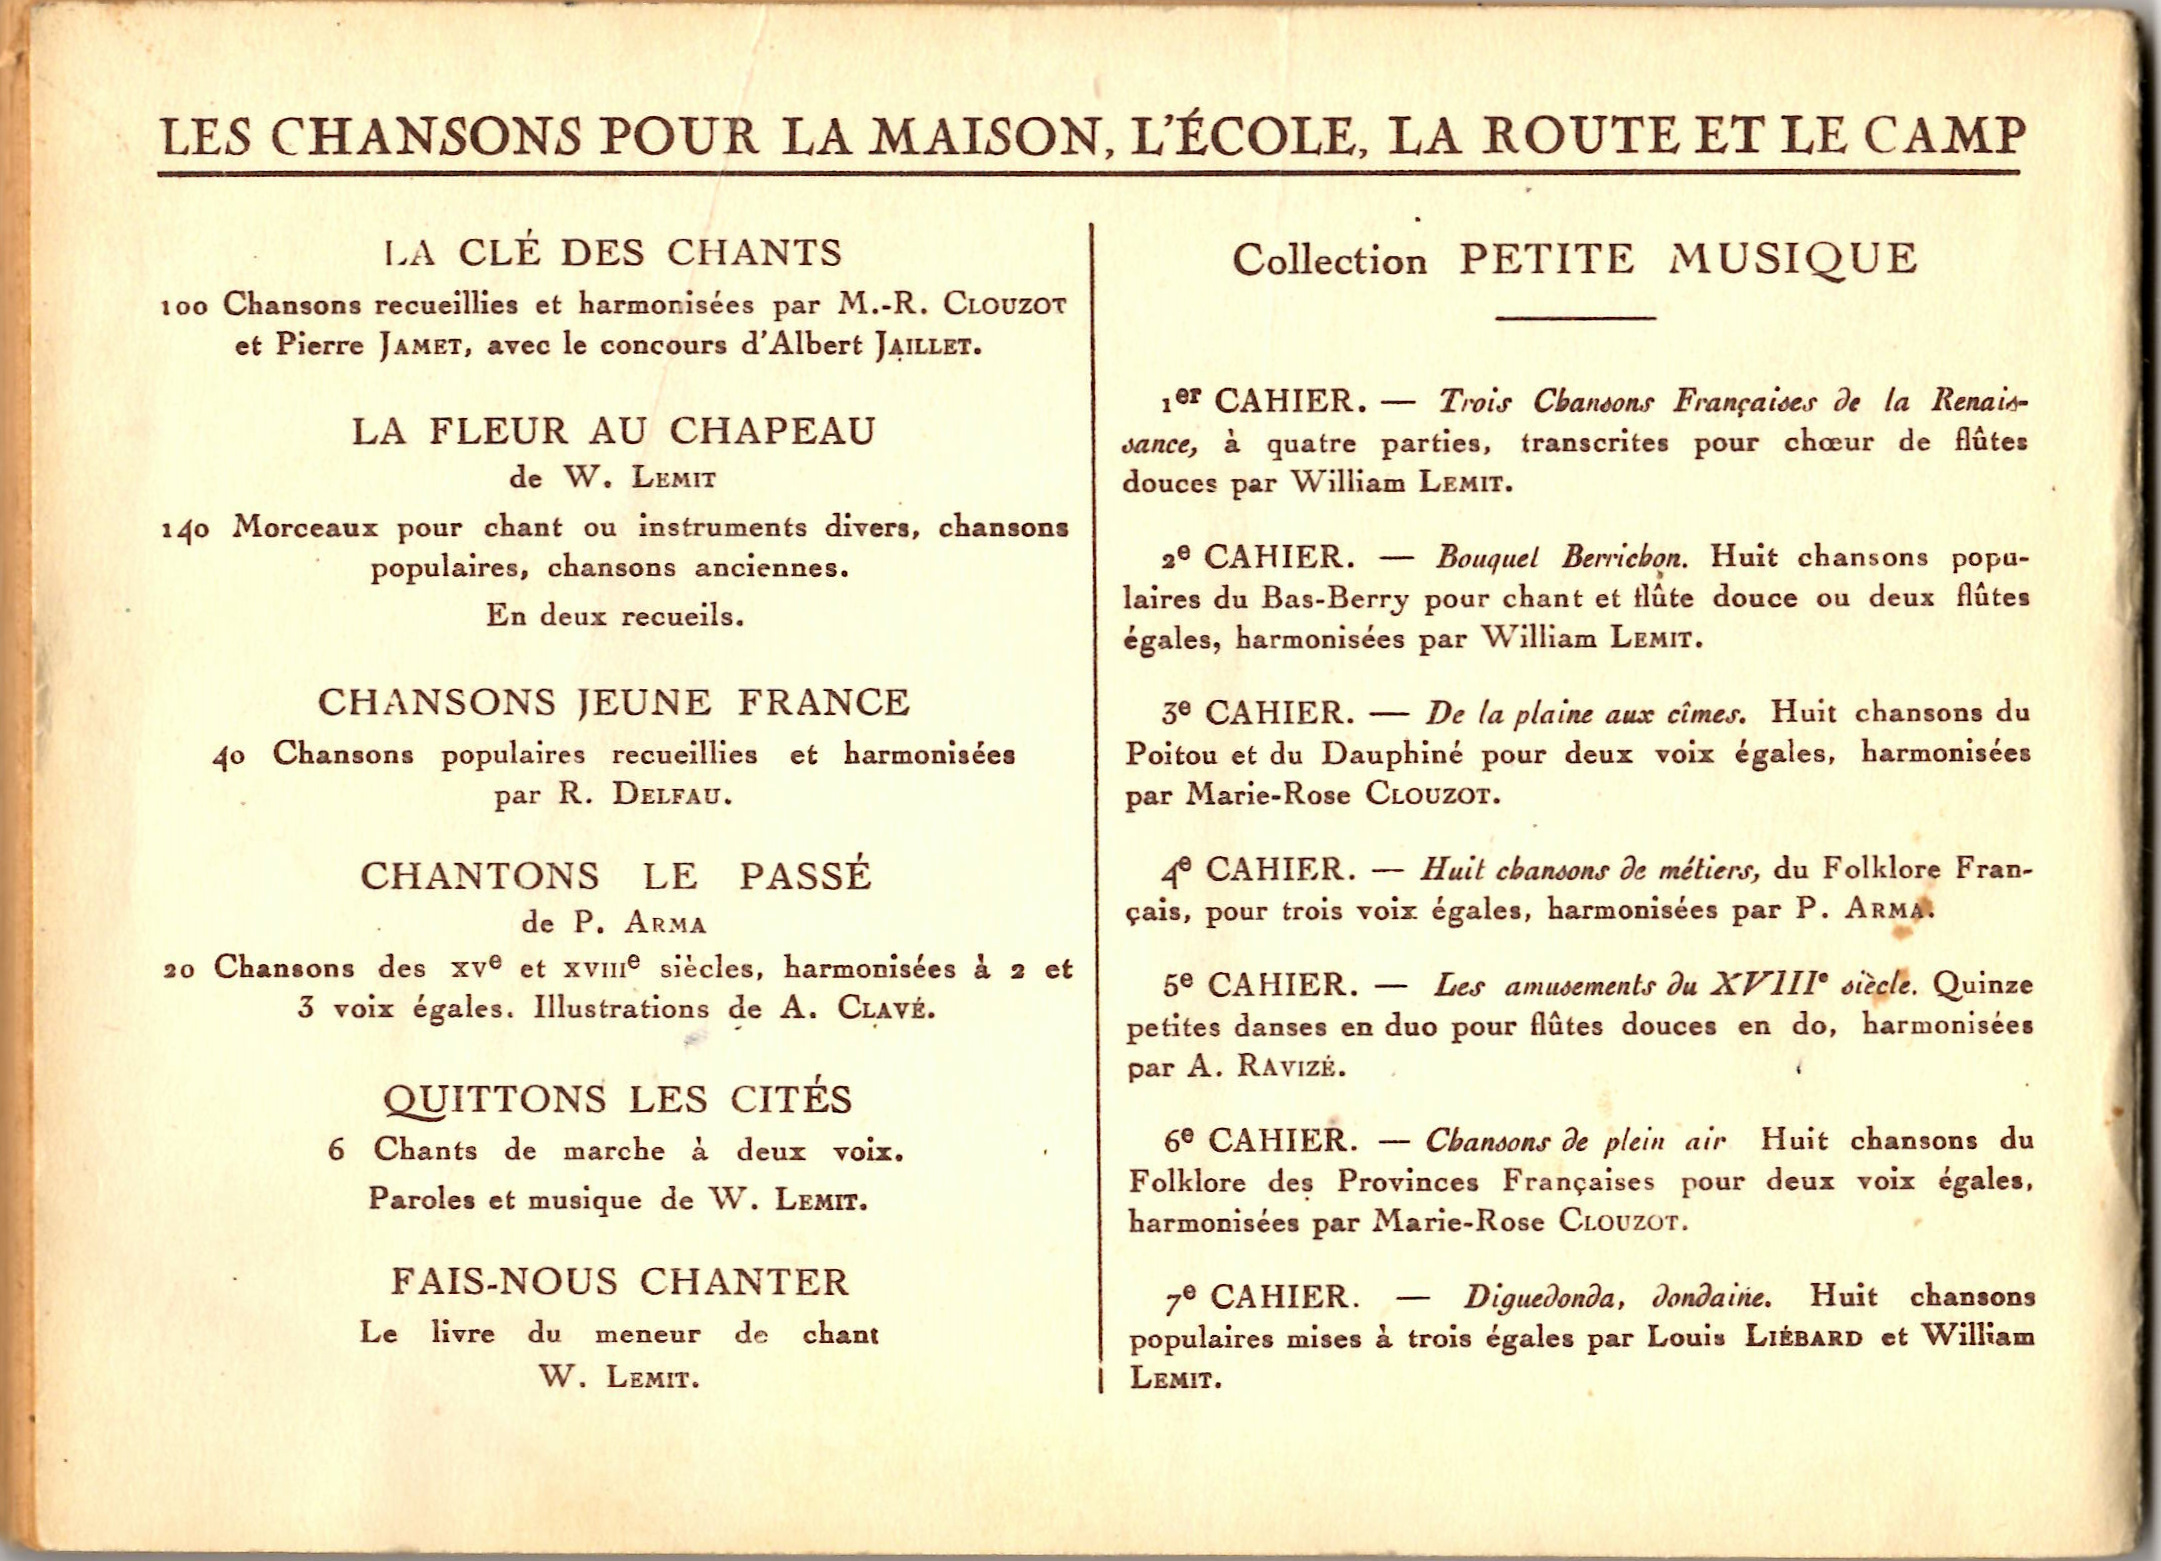 LES CHANSONS POUR LA MAISON, L'ÉCOLE, LA ROUTE ET LE CAMP
LA CLÉ DES CHANTS
100 Chansons recueillies et harmonisées par M.-R. CLOUZOT
et Pierre JAMET, avec le concours d'Albert JAILLET.
LA FLEUR AU CHAPEAU
de W. LEMIT
140 Morceaux pour chant ou instruments divers, chansons
populaires, chansons anciennes.
En deux recueils.
CHANSONS JEUNE FRANCE
40 Chansons populaires recueillies et harmonisées
par R. DELFAU.
CHANTONS LE PASSÉ
de P. ARMA
20 Chansons des XVe et XVIIIe siècles, harmonisées à 2 et
3 voix égales. Illustrations de A. CLAVÉ.
QUITTONS LES CITÉS
6 Chants de marche à deux voix.
Paroles et musique de W. LEMIT.
FAIS-NOUS CHANTER
Le livre du meneur de chant
W. LEMIT.
Collection PETITE MUSIQUE
1er CAHIER. — Trois Chansons Françaises de la Renais-
sance, à quatre parties, transcrites pour chœur de flûtes
douces par William LEMIT.
2e CAHIER. — Bouquet Berrichon. Huit chansons popu-
laires du Bas-Berry pour chant et flûte douce ou deux flûtes
égales, harmonisées par William LEMIT.
3e CAHIER. — De la plaine aux cîmes. Huit chansons du
Poitou et du Dauphiné pour deux voix égales, harmonisées
par Marie-Rose CLOUZOT.
4e CAHIER. — Huit chansons de métiers, du Folklore Fran-
çais, pour trois voix égales, harmonisées par P. ARMA.
5e CAHIER. — Les amusements du XVIIIe siècle. Quinze
petites danses en duo pour flûtes douces en do, harmonisées
par A. RAVIZÉ.
6e CAHIER. — Chansons de plein air Huit chansons du
Folklore des Provinces Françaises pour deux voix égales,
harmonisées par Marie-Rose CLOUZOT.
7e CAHIER. — Diguedonda, dondaine. Huit chansons
populaires mises à trois égales par Louis LIÉBARD et William
LEMIT.